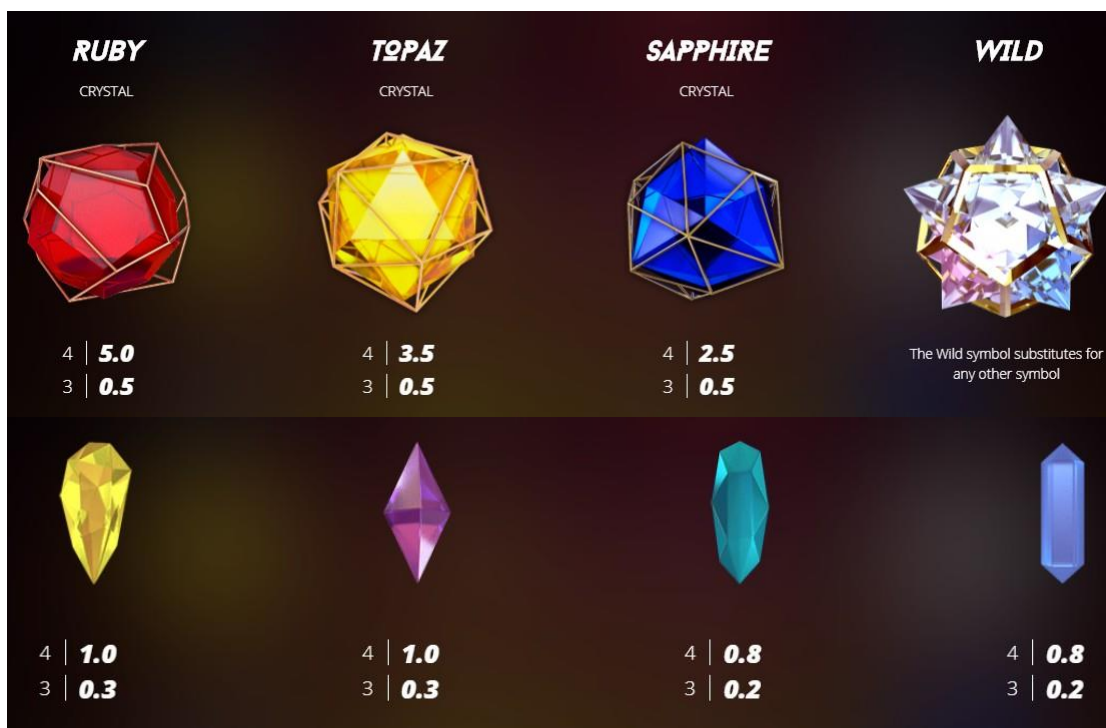 RUBY
CRYSTAL
4 | 5.0
3 | 0.5
TOPAZ
CRYSTAL
4 | 3.5
3 | 0.5
SAPPHIRE
CRYSTAL
4 | 2.5
3 | 0.5
WILD
The Wild symbol substitutes for
any other symbol
4 | 1.0
3 | 0.3
4 | 1.0
3 | 0.3
4 | 0.8
3 | 0.2
4 | 0.8
3 | 0.2